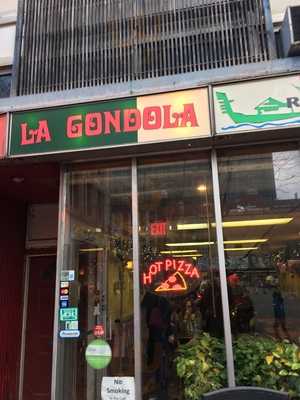 LA GONDOLA
R
EXIT
HOT PIZZA
No
Smoking